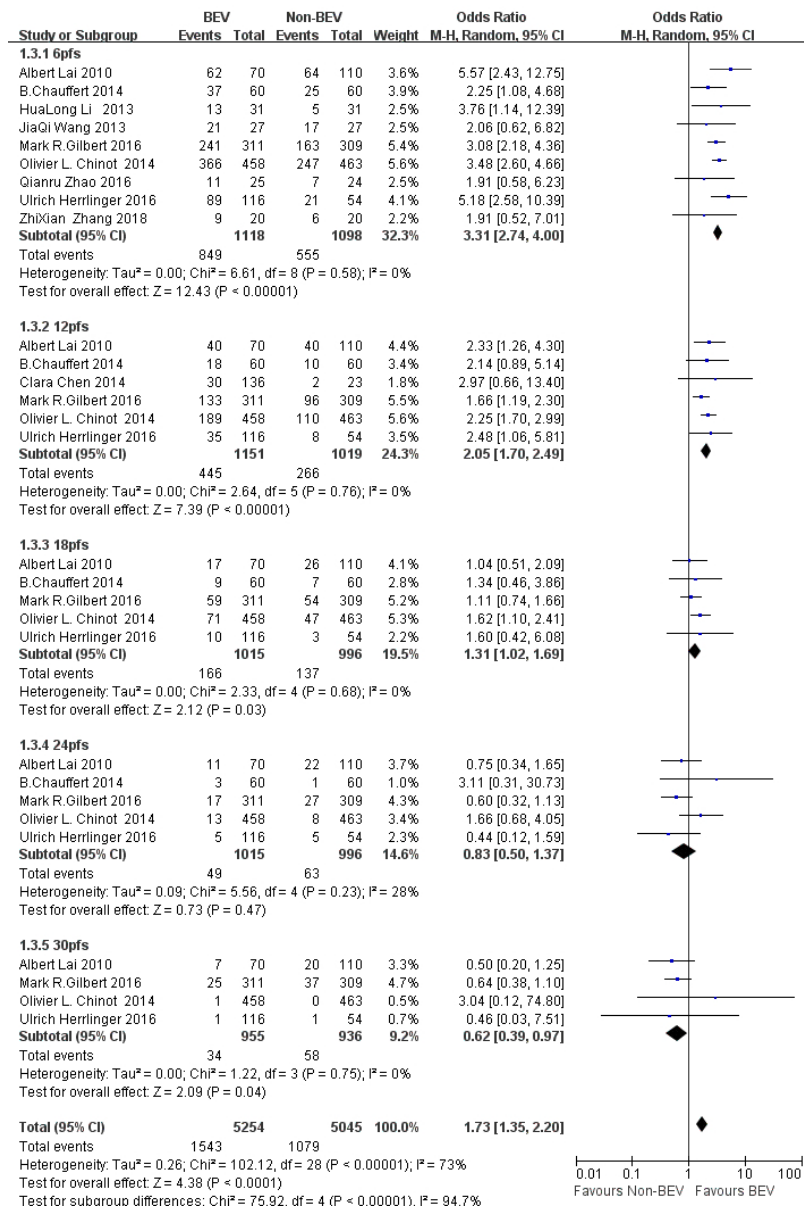 BEV Non-BEV Odds Ratio Odds Ratio
Study or Subgroup Events Total Events Total Weight M-H, Random, 95% CI M-H, Random, 95% CI
1.3.1 6pfs
Albert Lai 2010 62 70 64 110 3.6% 5.57 [2.43, 12.75]
B.Chauffert 2014 37 60 25 60 4.0% 2.25 [1.08, 4.68]
HuaLong Li 2013 13 31 5 31 2.5% 3.76 [1.14, 12.39]
JiaQi Wang 2013 21 27 17 27 2.5% 2.06 [0.62, 6.82]
Mark R.Gilbert 2016 241 311 163 309 5.4% 3.08 [2.18, 4.36]
Olivier L. Chinot 2014 366 458 247 463 5.5% 3.48 [2.60, 4.66]
Qianru Zhao 2016 11 25 7 24 2.5% 1.91 [0.58, 6.23]
Ulrich Herrlinger 2016 89 116 21 54 4.1% 5.18 [2.58, 10.39]
ZhiXian Zhang 2018 9 20 6 20 2.2% 1.91 [0.52, 7.01]
Subtotal (95% CI) 1118 1098 32.3% 3.31 [2.74, 4.00]
Total events 849 555
Heterogeneity: Tau² = 0.00; Chi² = 6.61, df = 8 (P = 0.58); I² = 0%
Test for overall effect: Z = 12.43 (P < 0.00001)
1.3.2 12pfs
Albert Lai 2010 40 70 40 110 4.4% 2.33 [1.26, 4.30]
B.Chauffert 2014 18 60 10 60 3.4% 2.14 [0.89, 5.14]
Clara Chen 2014 30 136 2 23 1.8% 2.97 [0.66, 13.40]
Mark R.Gilbert 2016 133 311 96 309 5.5% 1.66 [1.19, 2.30]
Olivier L. Chinot 2014 189 458 110 463 5.6% 2.25 [1.70, 2.99]
Ulrich Herrlinger 2016 35 116 8 54 3.5% 2.48 [1.06, 5.81]
Subtotal (95% CI) 1151 1019 24.3% 2.05 [1.70, 2.49]
Total events 445 266
Heterogeneity: Tau² = 0.00; Chi² = 2.64, df = 5 (P = 0.76); I² = 0%
Test for overall effect: Z = 7.39 (P < 0.00001)
1.3.3 18pfs
Albert Lai 2010 17 70 26 110 4.1% 1.04 [0.51, 2.09]
B.Chauffert 2014 9 60 7 60 2.8% 1.34 [0.46, 3.86]
Mark R.Gilbert 2016 59 311 54 309 5.2% 1.11 [0.74, 1.66]
Olivier L. Chinot 2014 71 458 47 463 5.3% 1.62 [1.10, 2.41]
Ulrich Herrlinger 2016 10 116 3 54 2.2% 1.60 [0.42, 6.08]
Subtotal (95% CI) 1015 996 19.5% 1.31 [1.02, 1.69]
Total events 166 137
Heterogeneity: Tau² = 0.00; Chi² = 2.33, df = 4 (P = 0.68); I² = 0%
Test for overall effect: Z = 2.12 (P = 0.03)
1.3.4 24pfs
Albert Lai 2010 11 70 22 110 3.7% 0.75 [0.34, 1.65]
B.Chauffert 2014 3 60 1 60 1.0% 3.11 [0.31, 30.73]
Mark R.Gilbert 2016 17 311 27 309 4.3% 0.60 [0.32, 1.13]
Olivier L. Chinot 2014 13 458 8 463 3.4% 1.66 [0.68, 4.05]
Ulrich Herrlinger 2016 5 116 5 54 2.3% 0.44 [0.12, 1.59]
Subtotal (95% CI) 1015 996 14.6% 0.83 [0.50, 1.37]
Total events 49 63
Heterogeneity: Tau² = 0.09; Chi² = 5.56, df = 4 (P = 0.23); I² = 28%
Test for overall effect: Z = 0.73 (P = 0.47)
1.3.5 30pfs
Albert Lai 2010 7 70 20 110 3.3% 0.50 [0.20, 1.25]
Mark R.Gilbert 2016 25 311 37 309 4.7% 0.64 [0.38, 1.10]
Olivier L. Chinot 2014 1 458 0 463 0.5% 3.04 [0.12, 74.80]
Ulrich Herrlinger 2016 1 116 1 54 0.7% 0.46 [0.03, 7.51]
Subtotal (95% CI) 955 936 9.2% 0.62 [0.39, 0.97]
Total events 34 58
Heterogeneity: Tau² = 0.00; Chi² = 1.22, df = 3 (P = 0.75); I² = 0%
Test for overall effect: Z = 2.09 (P = 0.04)
Total (95% CI) 5254 5045 100.0% 1.73 [1.35, 2.20]
Total events 1543 1079
Heterogeneity: Tau² = 0.26; Chi² = 102.12, df = 28 (P < 0.00001); I² = 73%
Test for overall effect: Z = 4.38 (P < 0.0001)
Test for subgroup differences: Chi² = 75.92, df = 4 (P < 0.00001), I² = 94.7%
0.01 0.1 1 10 100
Favours Non-BEV Favours BEV